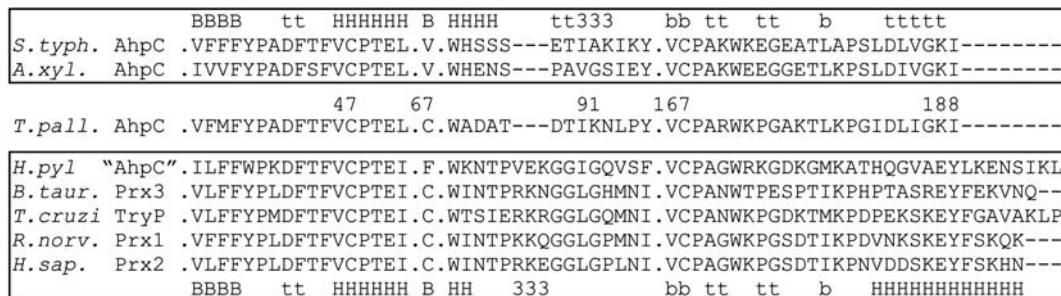 BBBB tt HHHHHH B HHHH tt333 bb tt tt b ttttt
S.typh. AhpC .VFFFYPADFTFVCPTEL.V.WHSSS---ETIAKIKY.VCPAKWKEGEATLAPSLDLVGKI--------
A.xyl. AhpC .IVVFYPADFSFVCPTEL.V.WHENS---PAVGSIEY.VCPAKWEEGGETLKPSLDIVGKI--------
47 67 91 167 188
T.pall. AhpC .VFMFYPADFTFVCPTEL.C.WADAT---DTIKNLPY.VCPARWKPGAKTLKPGIDLIGKI--------
H.pyl “AhpC” .ILFFWPKDFTFVCPTEI.F.WKNTPVEKGGIGQVSF.VCPAGWRKGDKGMKATHQGVAEYLKENSIKL
B.taur. Prx3 .VLFFYPLDFTFVCPTEI.C.WINTPRKNGGLGHMNI.VCPANWTPESPTIKPHPTASREYFEKVNQ--
T.cruzi TryP .VLFFYPMDFTFVCPTEI.C.WTSIERKRGGLGQMNI.VCPANWKPGDKTMKPDPEKSKEYFGAVAKLP
R.norv. Prx1 .VFFFYPLDFTFVCPTEI.C.WINTPKKQGGLGPMNI.VCPAGWKPGSDTIKPDVNKSKEYFSKQK---
H.sap. Prx2 .VLFFYPLDFTFVCPTEI.C.WINTPRKEGGLGPLNI.VCPAGWKPGSDTIKPNVDDSKEYFSKHN---
BBBB tt HHHHHH B HH 333 bb tt tt b HHHHHHHHHHHHH